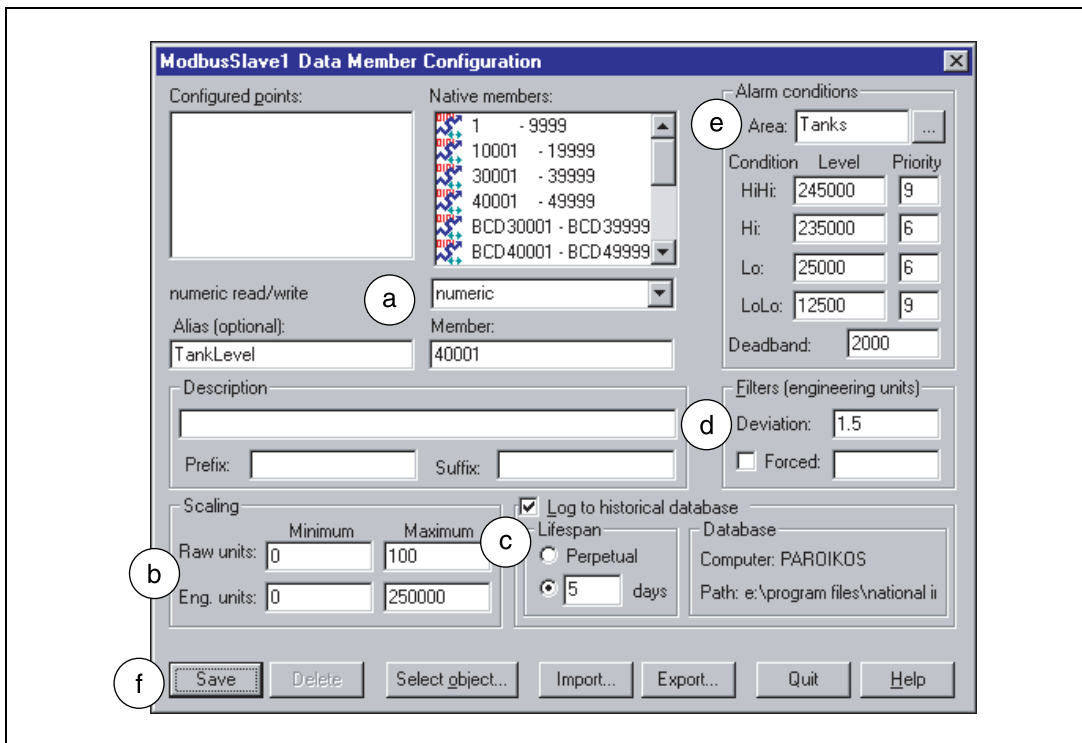 ModbusSlave1 Data Member Configuration
Configured points:
Native members:
1 - 9999
10001 - 19999
30001 - 39999
40001 - 49999
BCD30001 - BCD39999
BCD40001 - BCD49999
a
numeric read/write
numeric
Alias (optional):
Member:
TankLevel
40001
Description
Prefix:
Suffix:
b
Scaling
Minimum Maximum
Raw units: 0 100
Eng. units: 0 250000
c
Log to historical database
Lifespan
Perpetual
5 days
Database
Computer: PAROIKOS
Path: e:\program files\national in
d
Filters (engineering units)
Deviation: 1.5
Forced:
e
Alarm conditions
Area: Tanks ...
Condition Level Priority
HiHi: 245000 9
Hi: 235000 6
Lo: 25000 6
LoLo: 12500 9
Deadband: 2000
f
Save Delete Select object... Import... Export... Quit Help